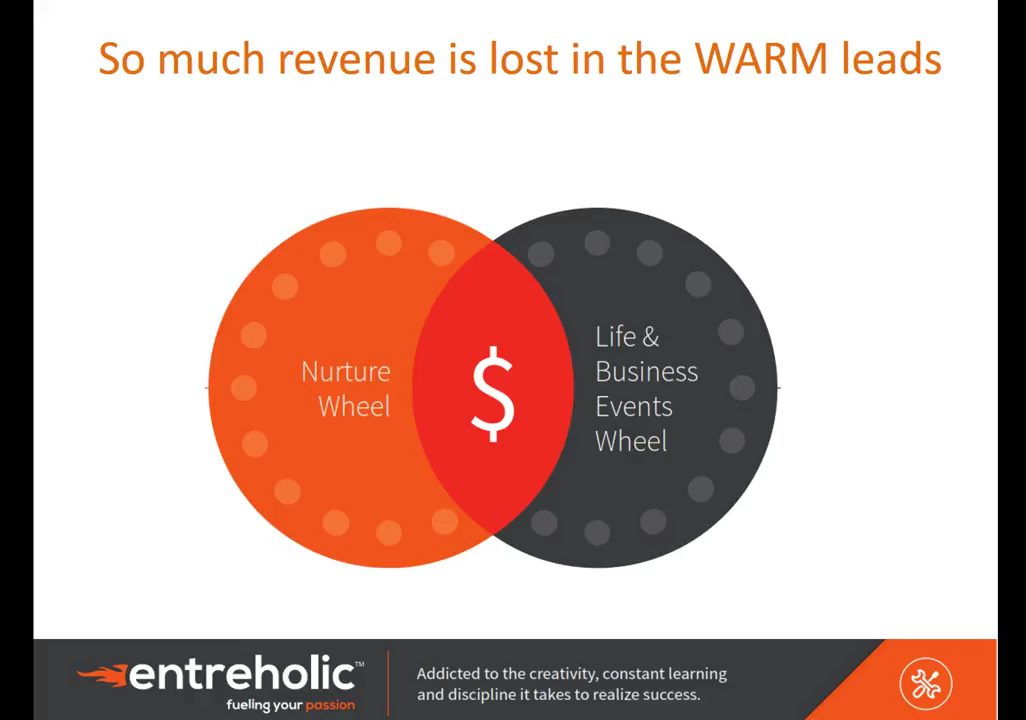 So much revenue is lost in the WARM leads
Nurture
Wheel
$
Life &
Business
Events
Wheel
entreholic™
fueling your passion
Addicted to the creativity, constant learning
and discipline it takes to realize success.